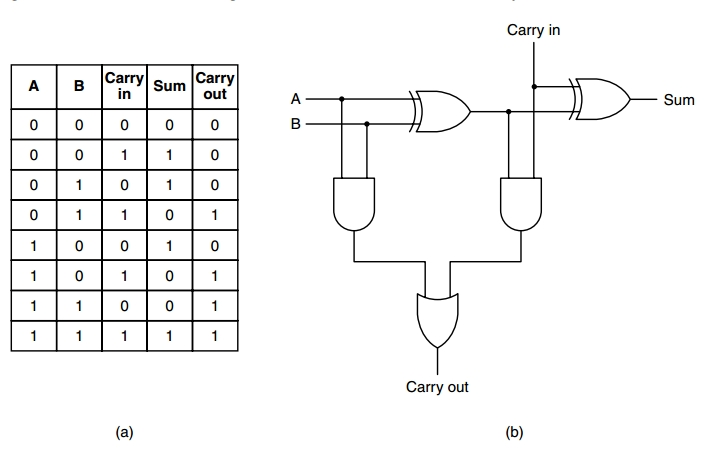 A B Carry in Sum Carry out
0 0 0 0 0
0 0 1 1 0
0 1 0 1 0
0 1 1 0 1
1 0 0 1 0
1 0 1 0 1
1 1 0 0 1
1 1 1 1 1
(a)
Carry in
A
B
Sum
Carry out
(b)